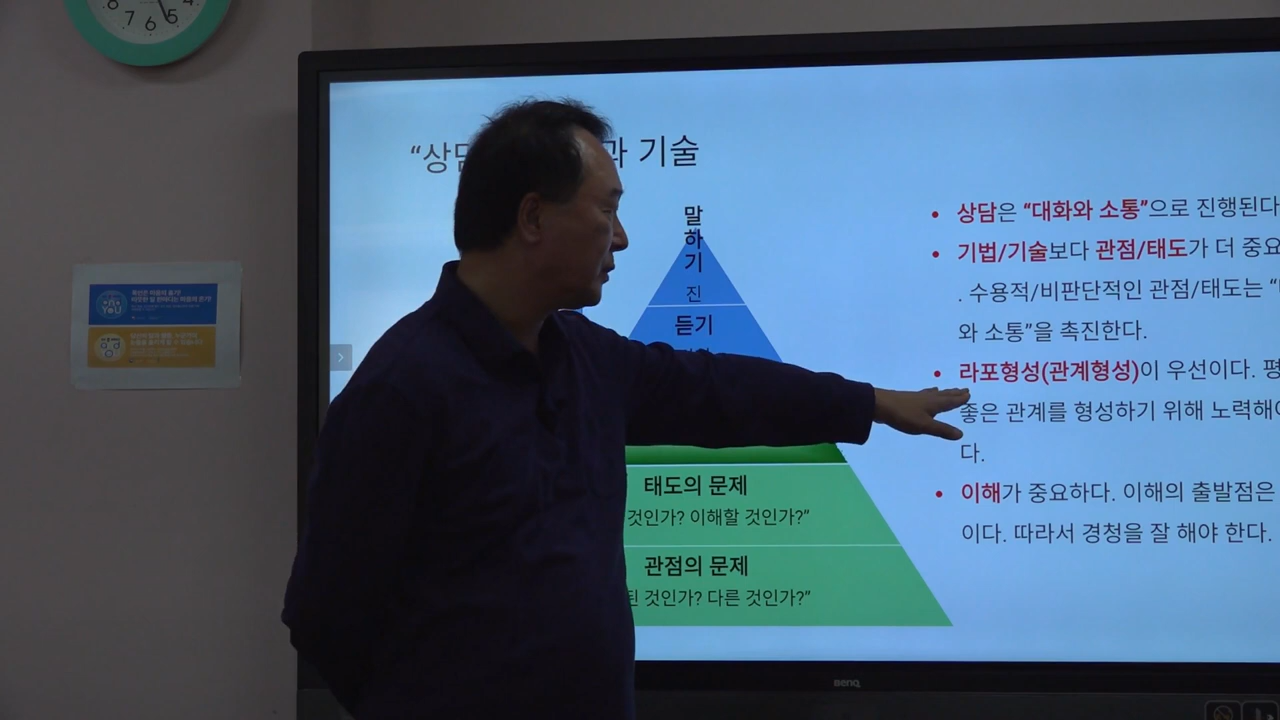 8 7 6 5
YOU
"상담 과 기술
말
하
기
진
듣기
태도의 문제
것인가? 이해할 것인가?"
관점의 문제
것인가? 다른 것인가?"
• 상담은 "대화와 소통"으로 진행된다
• 기법/기술보다 관점/태도가 더 중요
. 수용적/비판단적인 관점/태도는
와 소통"을 촉진한다.
• 라포형성(관계형성)이 우선이다. 평
좋은 관계를 형성하기 위해 노력해야
다.
• 이해가 중요하다. 이해의 출발점은
이다. 따라서 경청을 잘 해야 한다.
BenQ